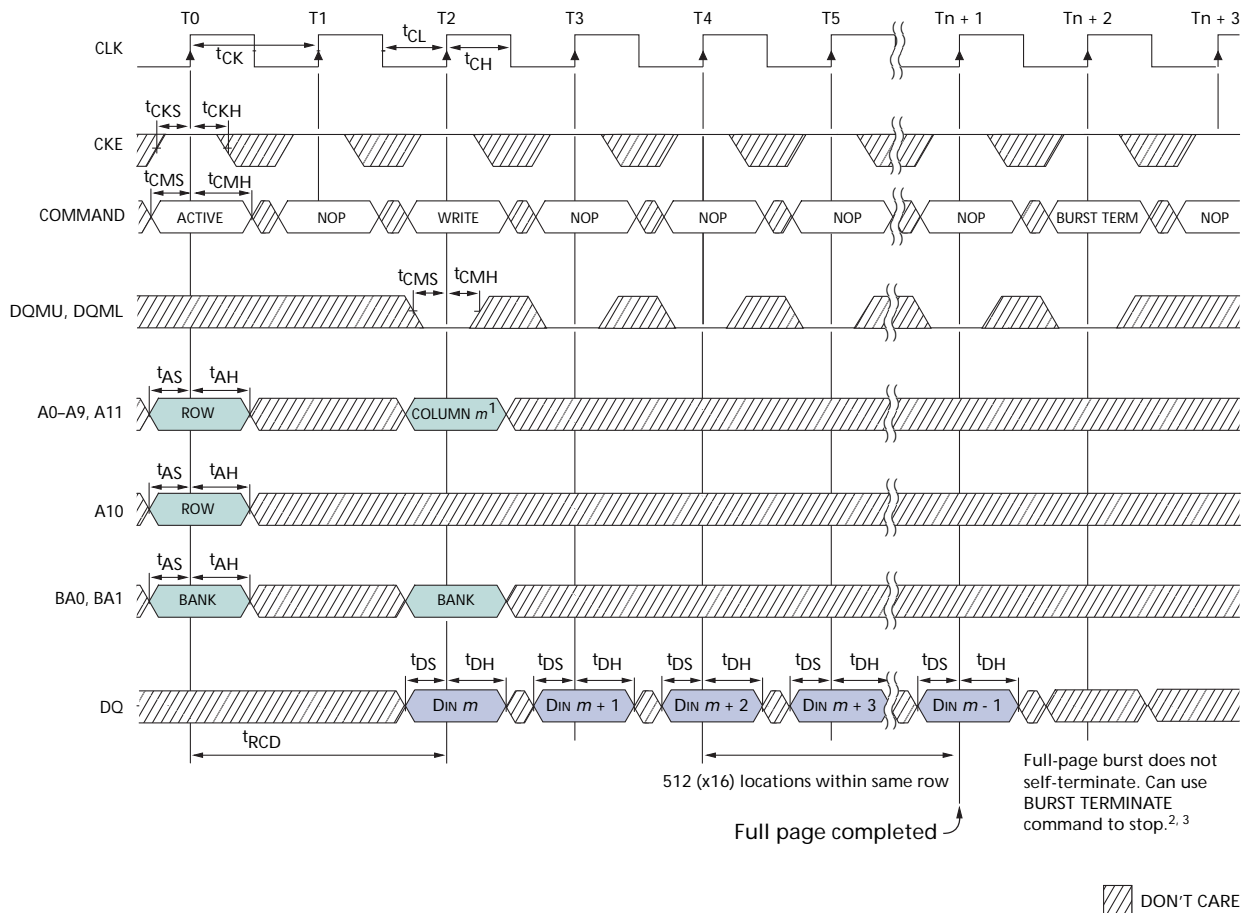 T0 T1 T2 T3 T4 T5 Tn + 1 Tn + 2 Tn + 3
CLK
tCK
tCL
tCH
tCKS tCKH
CKE
tCMS tCMH
COMMAND ACTIVE NOP WRITE NOP NOP NOP NOP BURST TERM NOP
tCMS tCMH
DQMU, DQML
tAS tAH
A0–A9, A11 ROW COLUMN m1
tAS tAH
A10 ROW
tAS tAH
BA0, BA1 BANK BANK
tDS tDH tDS tDH tDS tDH tDS tDH tDS tDH
DQ DIN m DIN m + 1 DIN m + 2 DIN m + 3 DIN m - 1
tRCD
512 (x16) locations within same row
Full page completed
Full-page burst does not
self-terminate. Can use
BURST TERMINATE
command to stop.2, 3
DON'T CARE